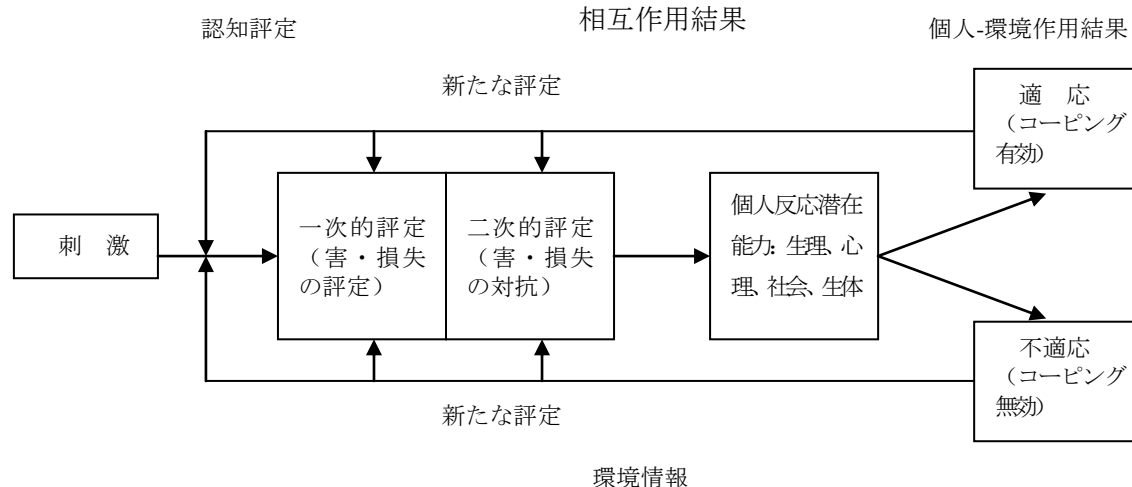 認知評定
相互作用結果
個人-環境作用結果
新たな評定
適　応
（コーピング
有効）
刺　激
一次的評定
（害・損失
の評定）
二次的評定
（害・損失
の対抗）
個人反応潜在
能力: 生理、心
理、社会、生体
不適応
（コーピング
無効）
新たな評定
環境情報